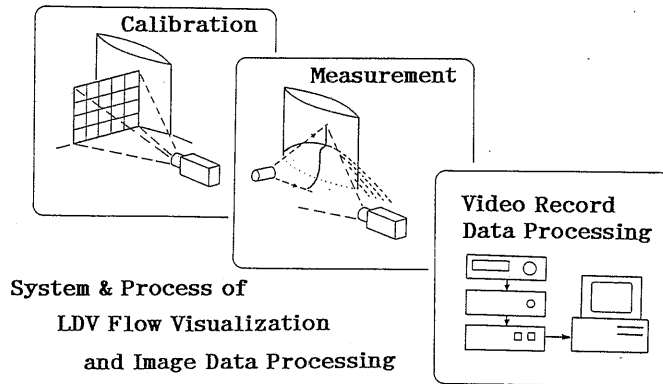 Calibration
Measurement
Video Record
Data Processing
System & Process of
LDV Flow Visualization
and Image Data Processing